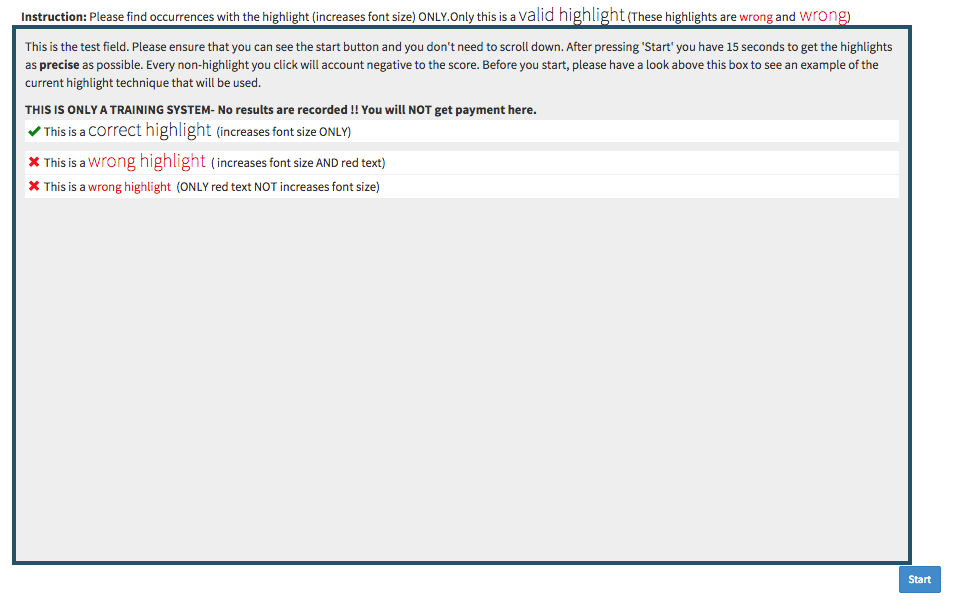 Instruction: Please find occurrences with the highlight (increases font size) ONLY.Only this is a valid highlight (These highlights are wrong and wrong)
This is the test field. Please ensure that you can see the start button and you don't need to scroll down. After pressing 'Start' you have 15 seconds to get the highlights
as precise as possible. Every non-highlight you click will account negative to the score. Before you start, please have a look above this box to see an example of the
current highlight technique that will be used.
THIS IS ONLY A TRAINING SYSTEM- No results are recorded !! You will NOT get payment here.
This is a correct highlight (increases font size ONLY)
This is a wrong highlight ( increases font size AND red text)
This is a wrong highlight (ONLY red text NOT increases font size)
Start